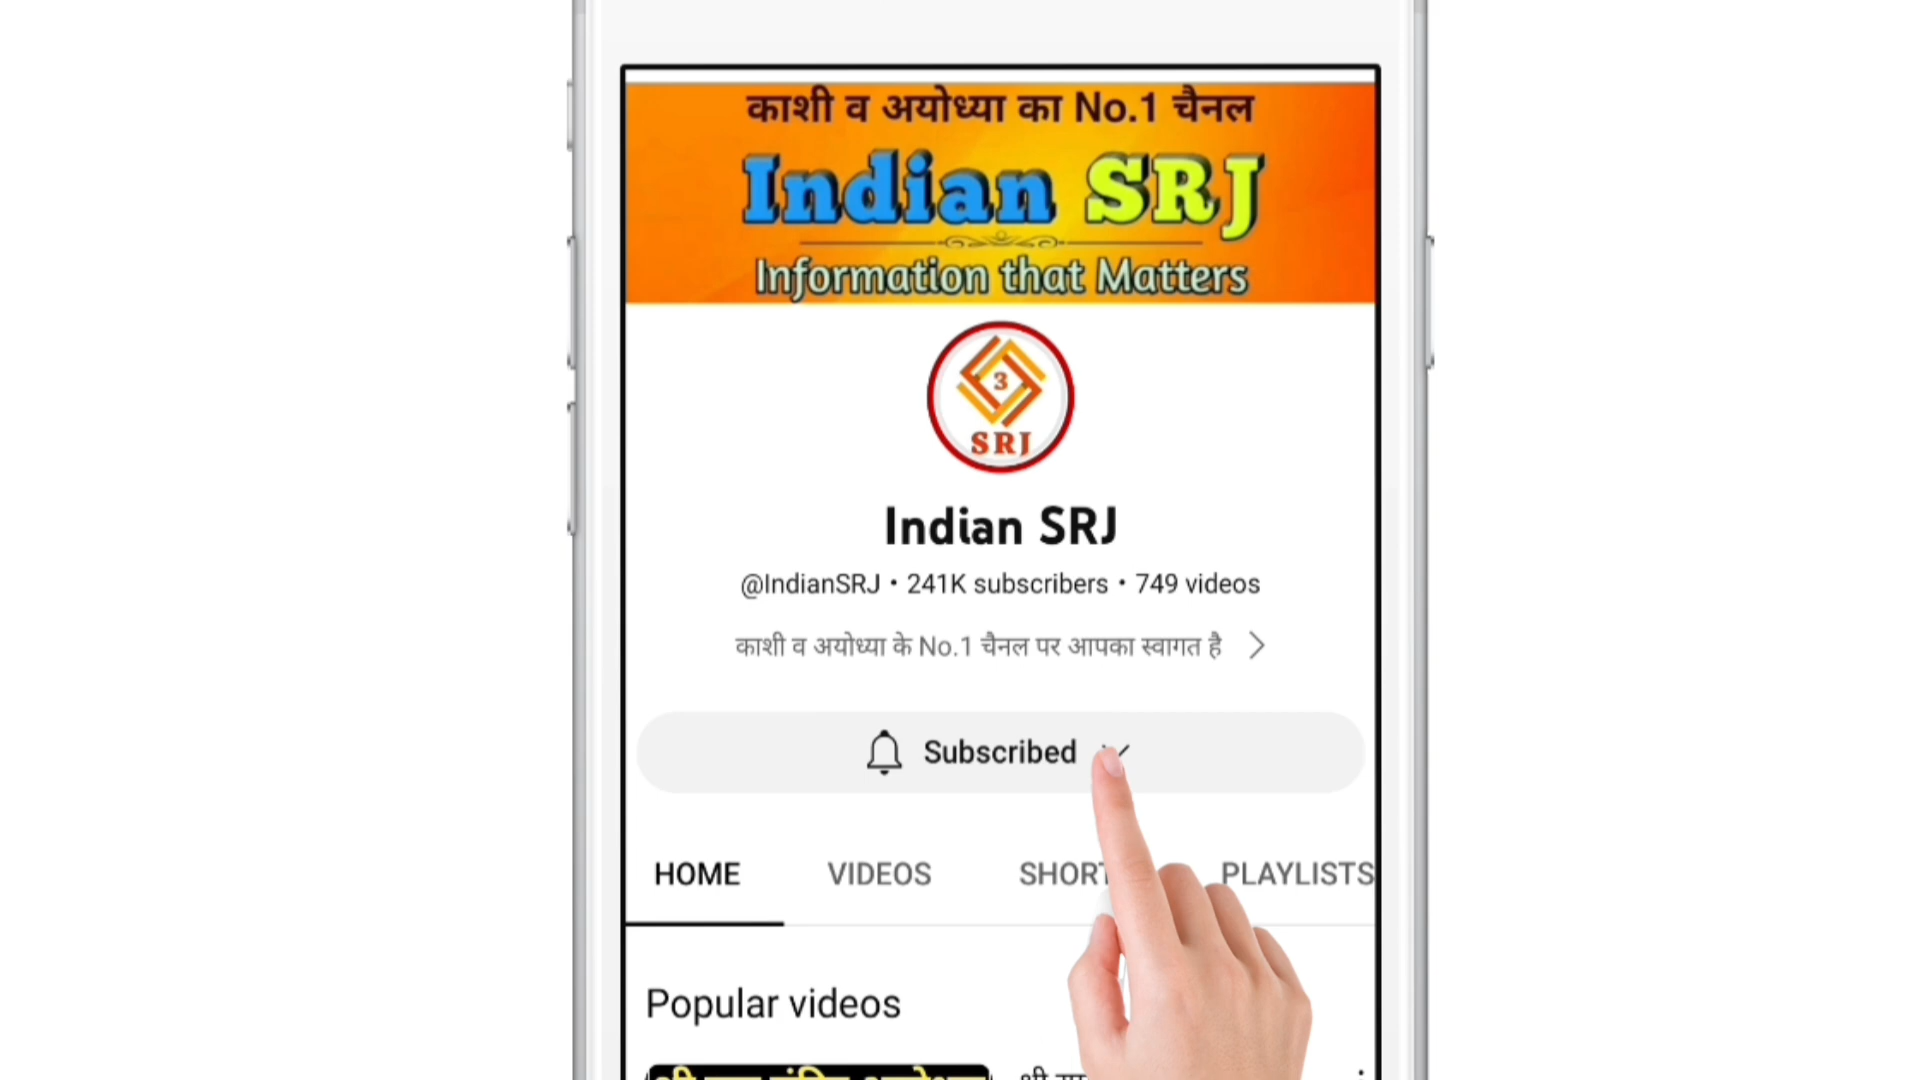 काशी व अयोध्या का No.1 चैनल
Indian SRJ
Information that Matters
3
SRJ
Indian SRJ
@IndianSRJ • 241K subscribers • 749 videos
काशी व अयोध्या के No.1 चैनल पर आपका स्वागत है
Subscribed
HOME VIDEOS SHORT PLAYLISTS
Popular videos